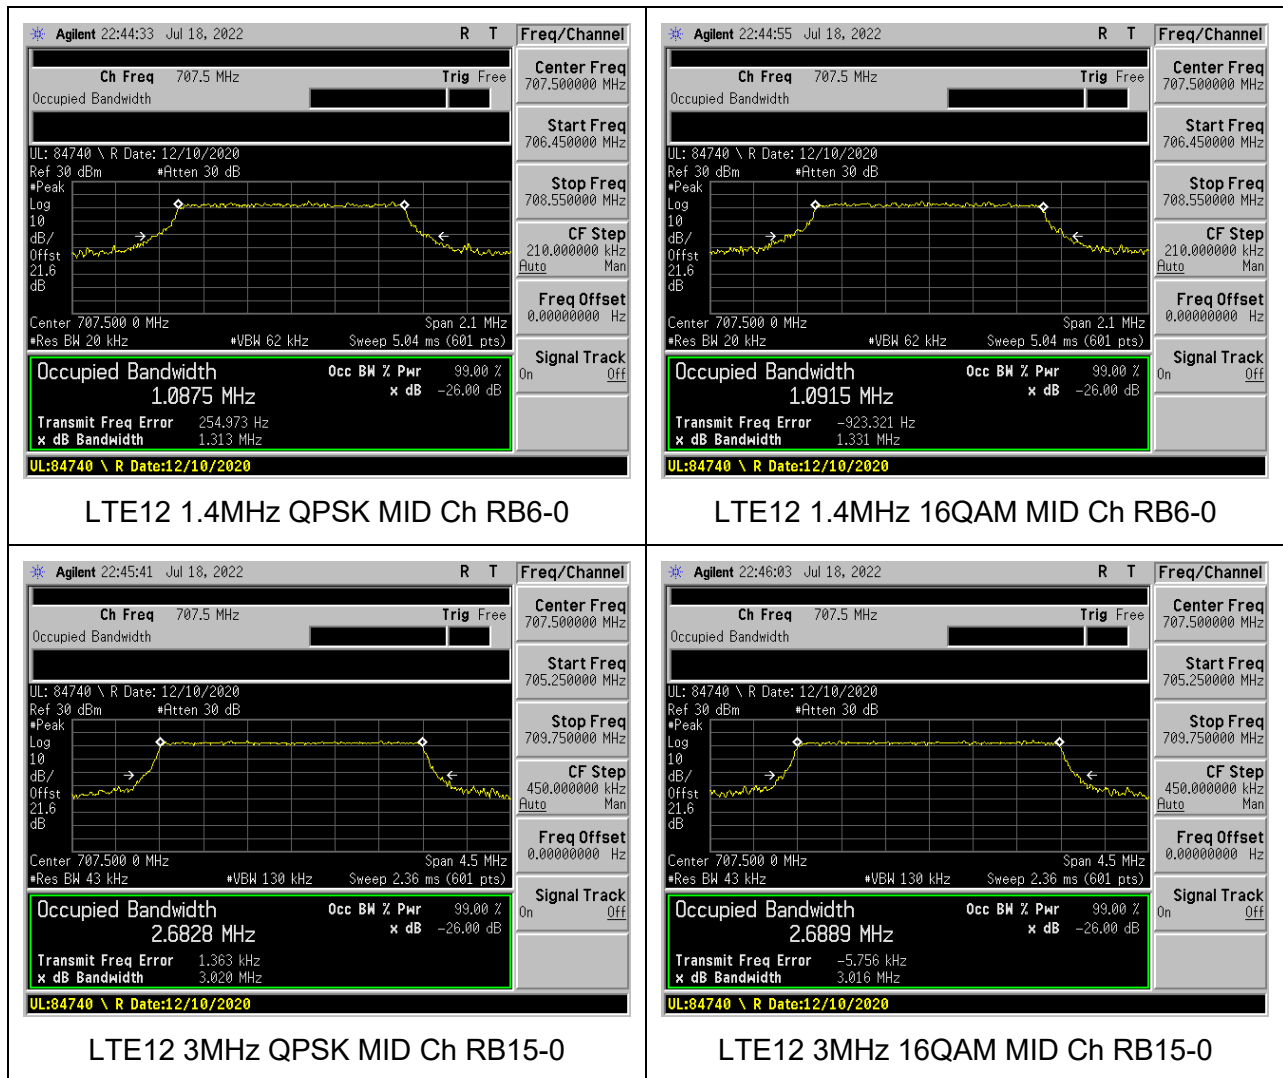 Agilent 22:44:33 Jul 18, 2022 R T Freq/Channel
Ch Freq 707.5 MHz Trig Free
Occupied Bandwidth
Center Freq
707.500000 MHz
Start Freq
706.450000 MHz
UL: 84740 \ R Date: 12/10/2020
Ref 30 dBm #Atten 30 dB
#Peak
Log
10
dB/
Offst
21.6
dB
Stop Freq
708.550000 MHz
CF Step
210.000000 kHz
Auto Man
Freq Offset
0.00000000 Hz
Center 707.500 0 MHz Span 2.1 MHz
#Res BW 20 kHz #VBW 62 kHz Sweep 5.04 ms (601 pts)
Signal Track
On Off
Occupied Bandwidth Occ BW % Pwr 99.00 %
1.0875 MHz x dB -26.00 dB
Transmit Freq Error 254.973 Hz
x dB Bandwidth 1.313 MHz
UL:84740 \ R Date:12/10/2020
LTE12 1.4MHz QPSK MID Ch RB6-0
Agilent 22:44:55 Jul 18, 2022 R T Freq/Channel
Ch Freq 707.5 MHz Trig Free
Occupied Bandwidth
Center Freq
707.500000 MHz
Start Freq
706.450000 MHz
UL: 84740 \ R Date: 12/10/2020
Ref 30 dBm #Atten 30 dB
#Peak
Log
10
dB/
Offst
21.6
dB
Stop Freq
708.550000 MHz
CF Step
210.000000 kHz
Auto Man
Freq Offset
0.00000000 Hz
Center 707.500 0 MHz Span 2.1 MHz
#Res BW 20 kHz #VBW 62 kHz Sweep 5.04 ms (601 pts)
Signal Track
On Off
Occupied Bandwidth Occ BW % Pwr 99.00 %
1.0915 MHz x dB -26.00 dB
Transmit Freq Error -923.321 Hz
x dB Bandwidth 1.331 MHz
UL:84740 \ R Date:12/10/2020
LTE12 1.4MHz 16QAM MID Ch RB6-0
Agilent 22:45:41 Jul 18, 2022 R T Freq/Channel
Ch Freq 707.5 MHz Trig Free
Occupied Bandwidth
Center Freq
707.500000 MHz
Start Freq
705.250000 MHz
UL: 84740 \ R Date: 12/10/2020
Ref 30 dBm #Atten 30 dB
#Peak
Log
10
dB/
Offst
21.6
dB
Stop Freq
709.750000 MHz
CF Step
450.000000 kHz
Auto Man
Freq Offset
0.00000000 Hz
Center 707.500 0 MHz Span 4.5 MHz
#Res BW 43 kHz #VBW 130 kHz Sweep 2.36 ms (601 pts)
Signal Track
On Off
Occupied Bandwidth Occ BW % Pwr 99.00 %
2.6828 MHz x dB -26.00 dB
Transmit Freq Error 1.363 kHz
x dB Bandwidth 3.020 MHz
UL:84740 \ R Date:12/10/2020
LTE12 3MHz QPSK MID Ch RB15-0
Agilent 22:46:03 Jul 18, 2022 R T Freq/Channel
Ch Freq 707.5 MHz Trig Free
Occupied Bandwidth
Center Freq
707.500000 MHz
Start Freq
705.250000 MHz
UL: 84740 \ R Date: 12/10/2020
Ref 30 dBm #Atten 30 dB
#Peak
Log
10
dB/
Offst
21.6
dB
Stop Freq
709.750000 MHz
CF Step
450.000000 kHz
Auto Man
Freq Offset
0.00000000 Hz
Center 707.500 0 MHz Span 4.5 MHz
#Res BW 43 kHz #VBW 130 kHz Sweep 2.36 ms (601 pts)
Signal Track
On Off
Occupied Bandwidth Occ BW % Pwr 99.00 %
2.6889 MHz x dB -26.00 dB
Transmit Freq Error -5.756 kHz
x dB Bandwidth 3.016 MHz
UL:84740 \ R Date:12/10/2020
LTE12 3MHz 16QAM MID Ch RB15-0